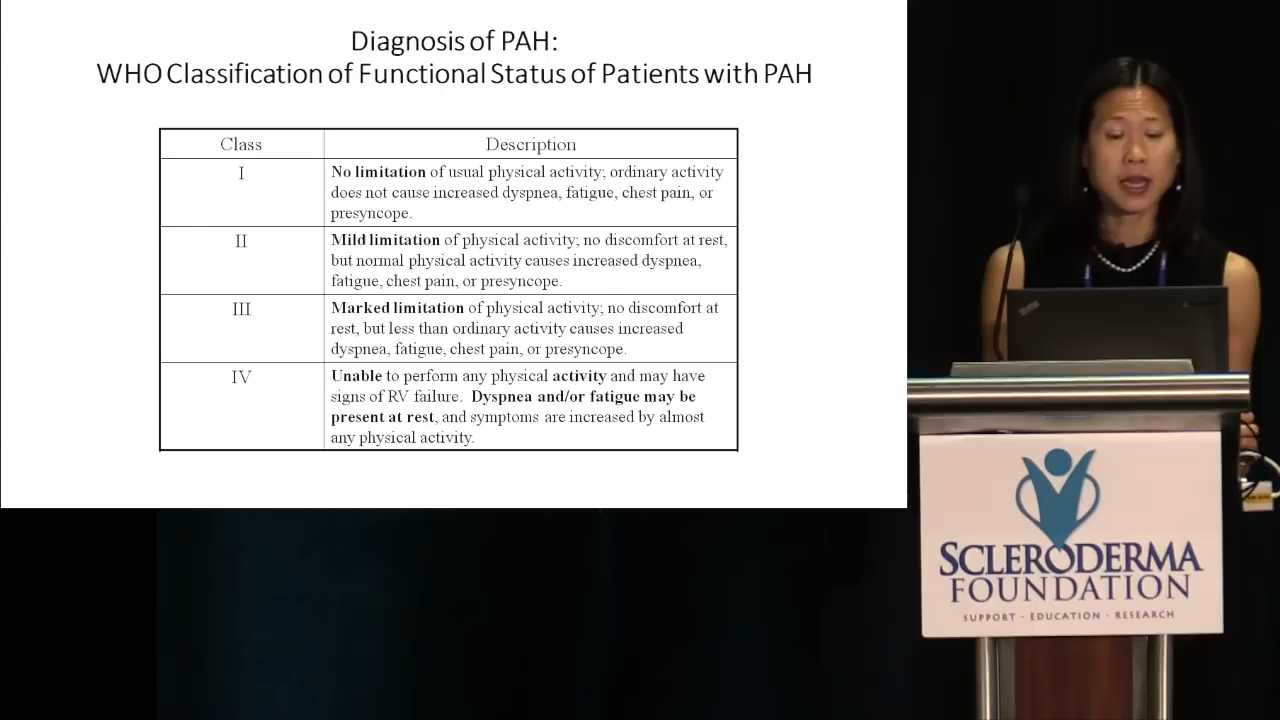 Diagnosis of PAH:
WHO Classification of Functional Status of Patients with PAH
Class
Description
I
No limitation of usual physical activity; ordinary activity
does not cause increased dyspnea, fatigue, chest pain, or
presyncope.
II
Mild limitation of physical activity; no discomfort at rest,
but normal physical activity causes increased dyspnea,
fatigue, chest pain, or presyncope.
III
Marked limitation of physical activity; no discomfort at
rest, but less than ordinary activity causes increased
dyspnea, fatigue, chest pain, or presyncope.
IV
Unable to perform any physical activity and may have
signs of RV failure. Dyspnea and/or fatigue may be
present at rest, and symptoms are increased by almost
any physical activity.
SCLERODERMA
FOUNDATION
SUPPORT · EDUCATION · RESEARCH